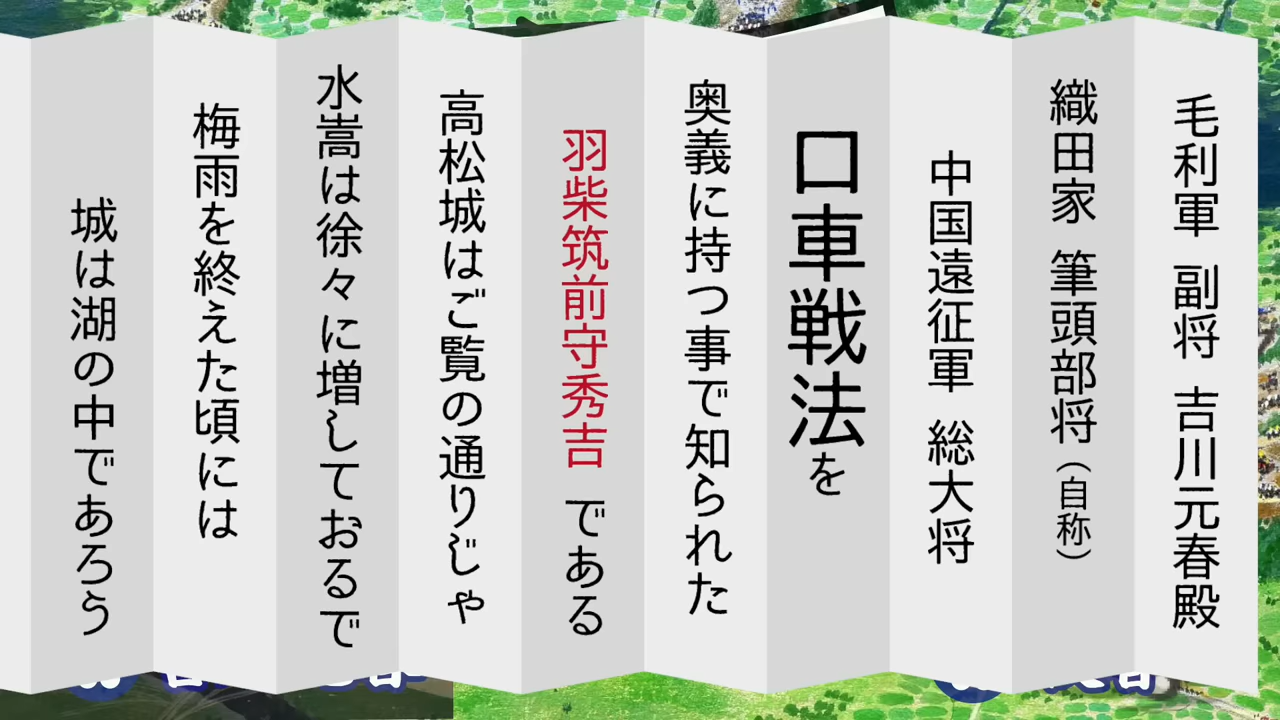 毛利軍 副将 吉川元春殿
織田家 筆頭部将(自称)
中国遠征軍 総大将
口車戦法を
奥義に持つ事で知られた
羽柴筑前守秀吉 である
高松城はご覧の通りじゃ
水嵩は徐々に増しておるで
梅雨を終えた頃には
城は湖の中であろう